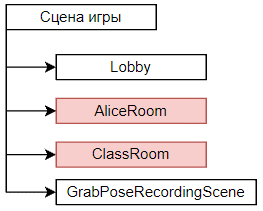 Сцена игры
Lobby
AliceRoom
ClassRoom
GrabPoseRecordingScene